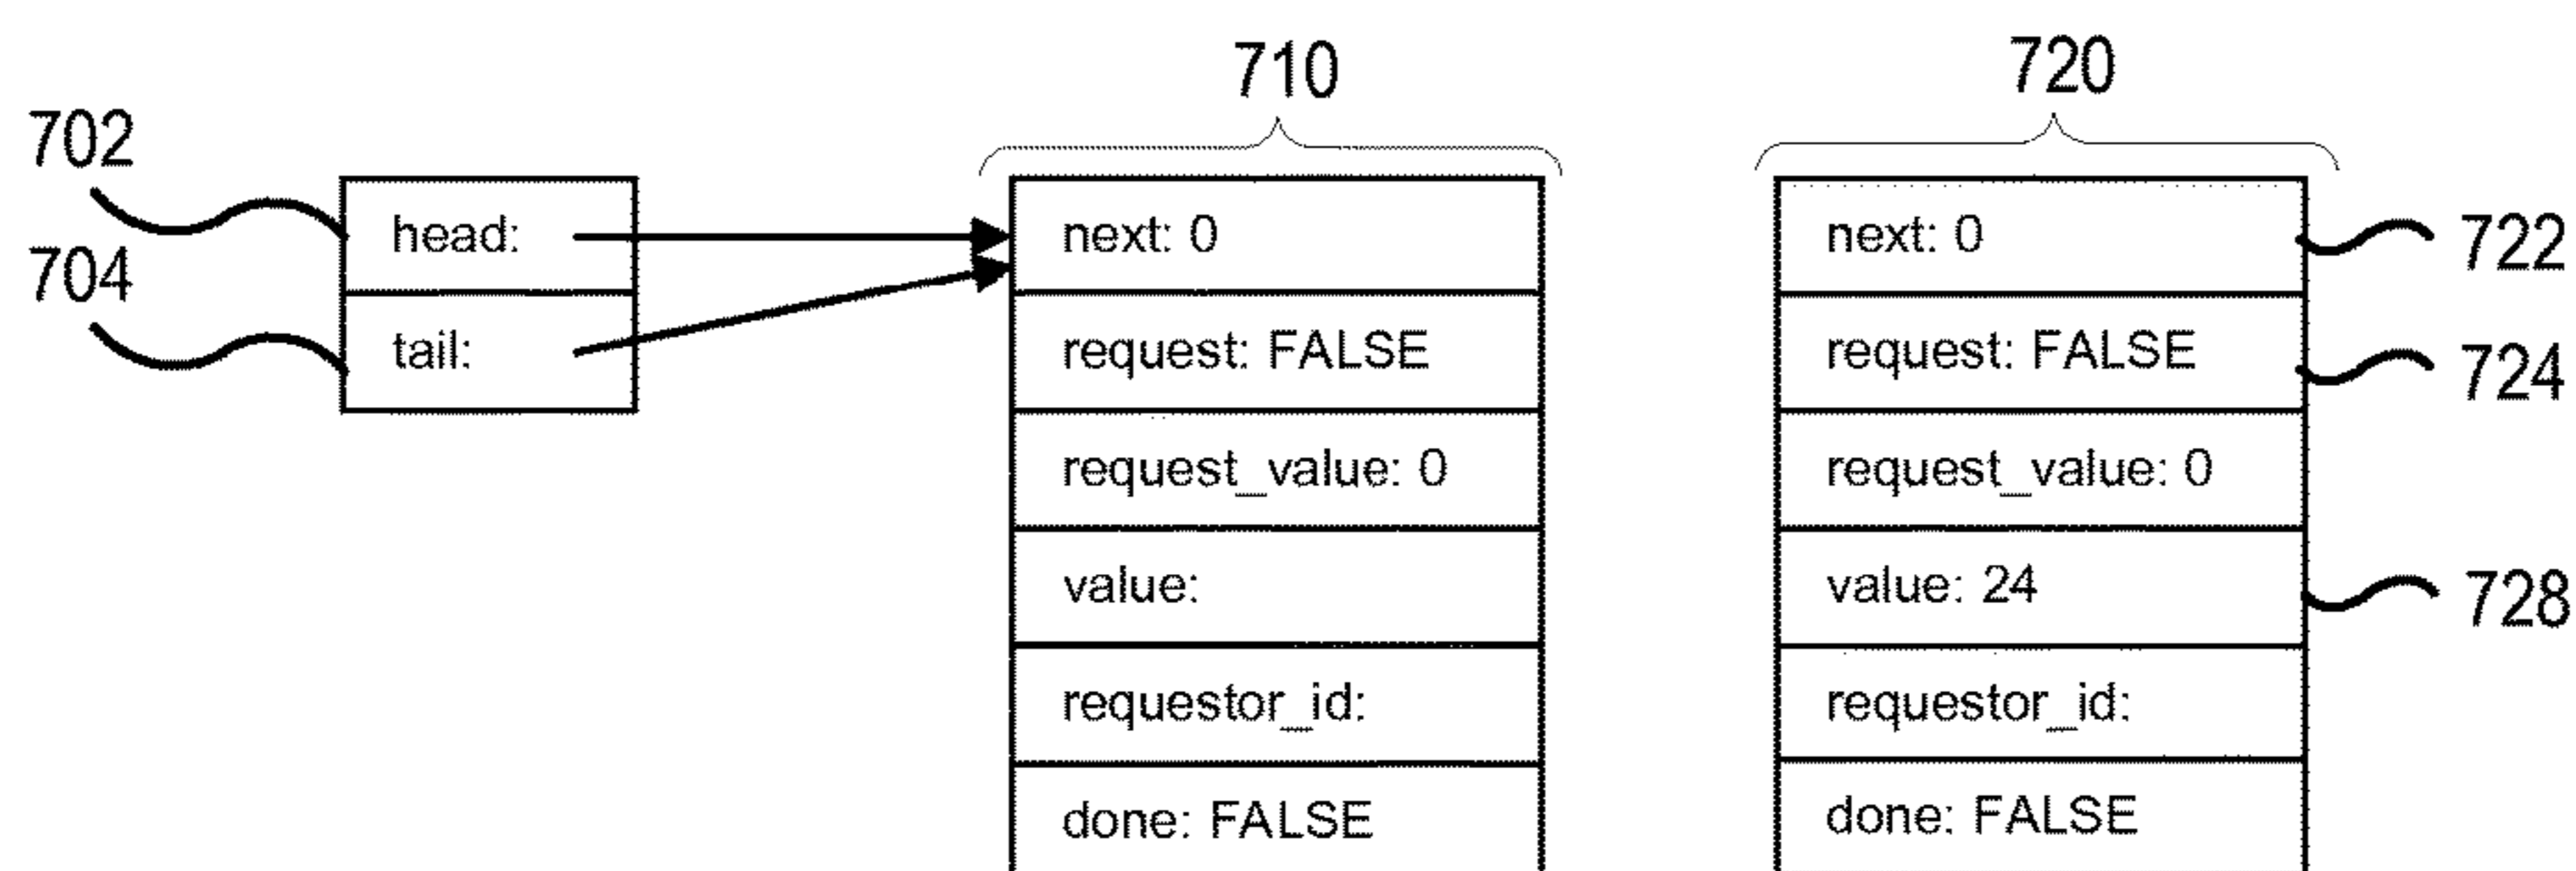 710
720
702
704
head:
tail:
next: 0
request: FALSE
request_value: 0
value:
requestor_id:
done: FALSE
next: 0
request: FALSE
request_value: 0
value: 24
requestor_id:
done: FALSE
722
724
728